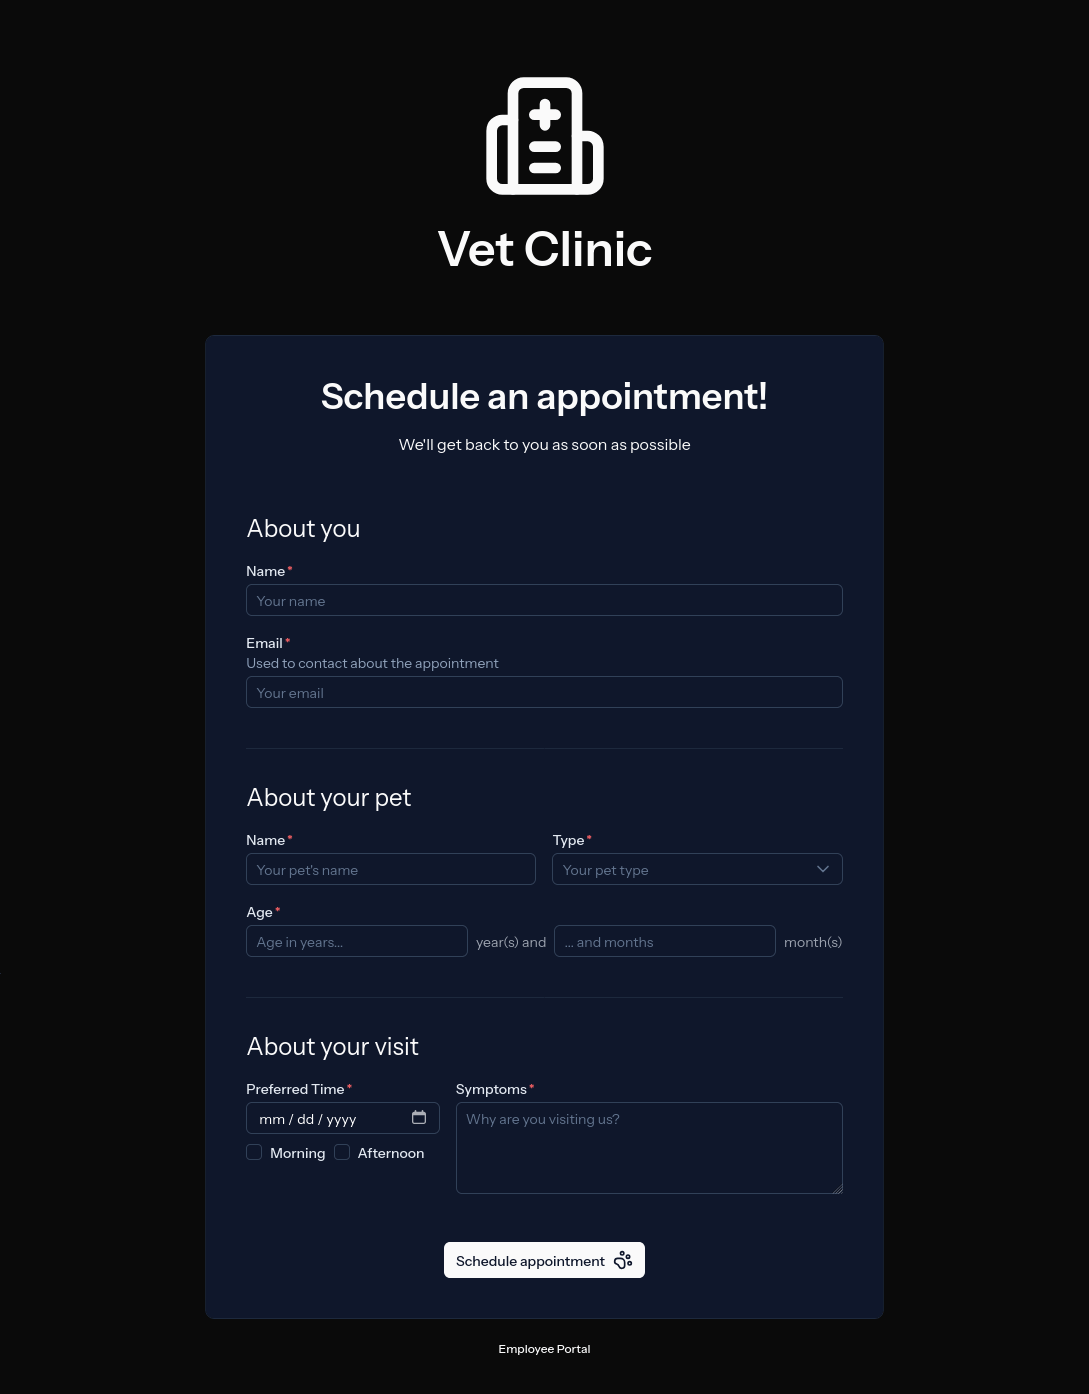 Vet Clinic
Schedule an appointment!
We'll get back to you as soon as possible
About you
Name*
Your name
Email*
Used to contact about the appointment
Your email
About your pet
Name* Type*
Your pet's name Your pet type
Age*
Age in years... year(s) and ... and months month(s)
About your visit
Preferred Time* Symptoms*
mm / dd / yyyy Why are you visiting us?
Morning Afternoon
Schedule appointment
Employee Portal